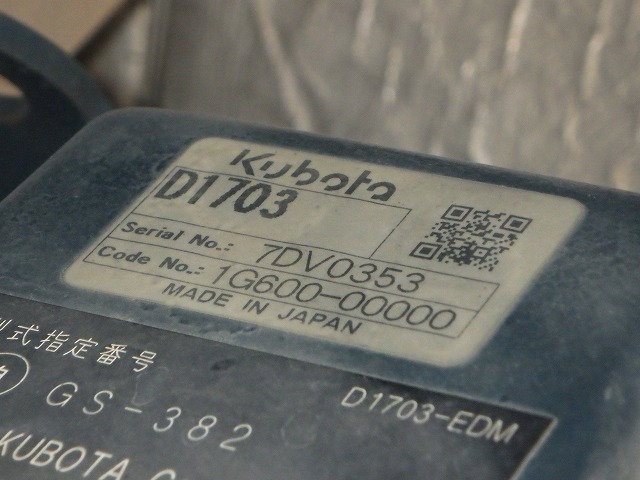 Kubota
D1703
Serial No.: 7DV0353
Code No.: 1G600-00000
MADE IN JAPAN
式指定番号
GS-382
D1703-EDM
KUBOTA